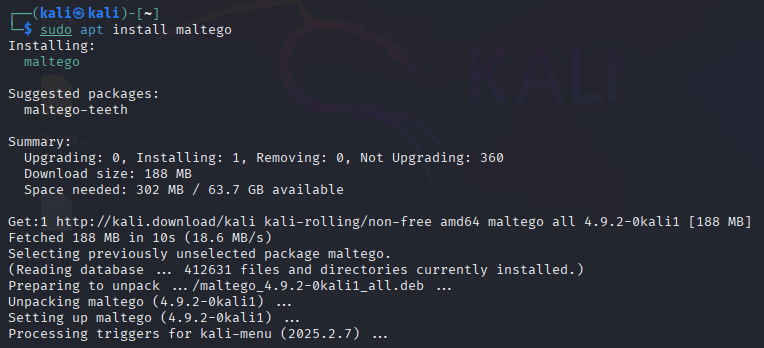 ┌──(kali㉿kali)-[~]
└─$ sudo apt install maltego
Installing:
  maltego

Suggested packages:
  maltego-teeth

Summary:
  Upgrading: 0, Installing: 1, Removing: 0, Not Upgrading: 360
  Download size: 188 MB
  Space needed: 302 MB / 63.7 GB available

Get:1 http://kali.download/kali kali-rolling/non-free amd64 maltego all 4.9.2-0kali1 [188 MB]
Fetched 188 MB in 10s (18.6 MB/s)
Selecting previously unselected package maltego.
(Reading database ... 412631 files and directories currently installed.)
Preparing to unpack .../maltego_4.9.2-0kali1_all.deb ...
Unpacking maltego (4.9.2-0kali1) ...
Setting up maltego (4.9.2-0kali1) ...
Processing triggers for kali-menu (2025.2.7) ...
KALI